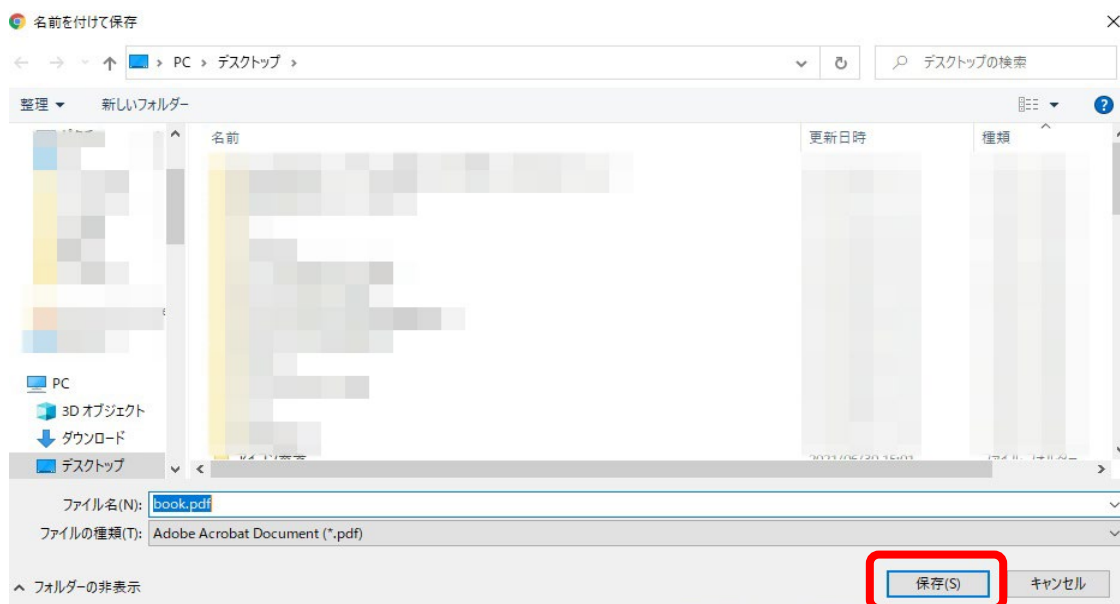 名前を付けて保存
PC › デスクトップ ›
デスクトップの検索
整理 新しいフォルダー
名前 更新日時 種類
PC
3D オブジェクト
ダウンロード
デスクトップ
ファイル名(N): book.pdf
ファイルの種類(T): Adobe Acrobat Document (*.pdf)
フォルダーの非表示 保存(S) キャンセル